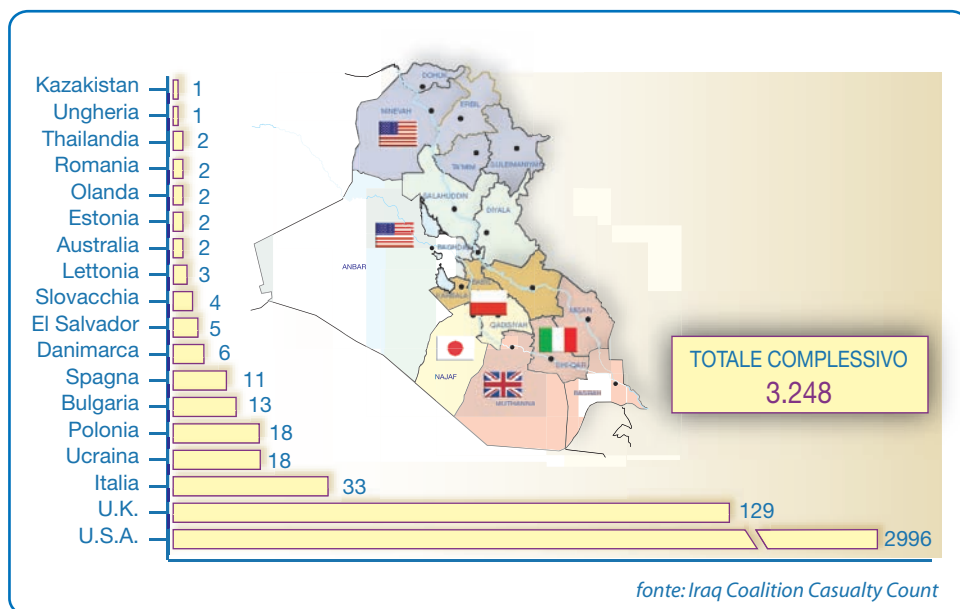 Kazakistan 1
Ungheria 1
Thailandia 2
Romania 2
Olanda 2
Estonia 2
Australia 2
Lettonia 3
Slovacchia 4
El Salvador 5
Danimarca 6
Spagna 11
Bulgaria 13
Polonia 18
Ucraina 18
Italia 33
U.K. 129
U.S.A. 2996
DOHUK
NINEVAH
ERBIL
TA'MIM
SULEIMANIYAH
SALAHUDDIN
DIYALA
BAGHDAD
ANBAR
BABIL
KARBALA
MISAN
QADISIYAH
DHI-QAR
NAJAF
MUTHANNA
BASRAH
TOTALE COMPLESSIVO
3.248
fonte: Iraq Coalition Casualty Count